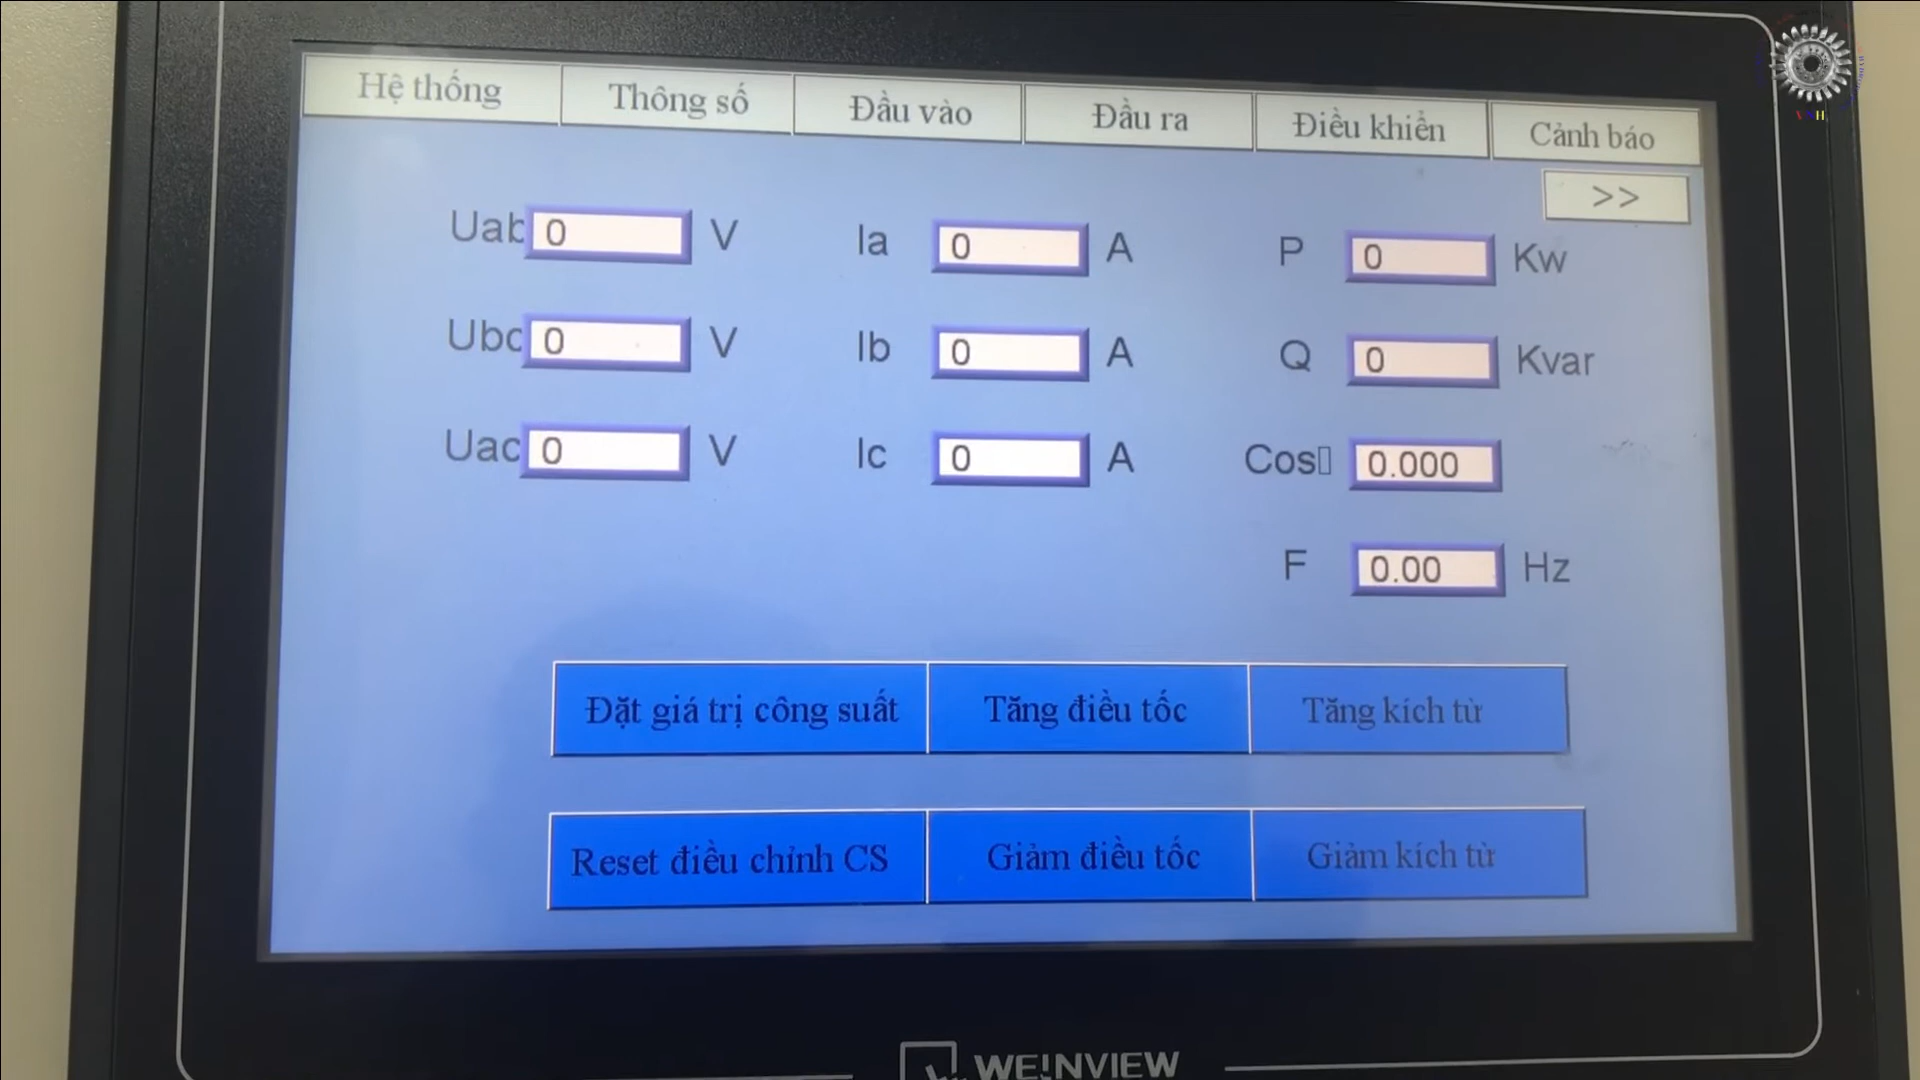 Hệ thống Thông số Đầu vào Đầu ra Điều khiển Cảnh báo
>>
Uab 0 V Ia 0 A P 0 Kw
Ubc 0 V Ib 0 A Q 0 Kvar
Uac 0 V Ic 0 A Cos 0.000
F 0.00 Hz
Đặt giá trị công suất Tăng điều tốc Tăng kích từ
Reset điều chỉnh CS Giảm điều tốc Giảm kích từ
WEINVIEW
VNH